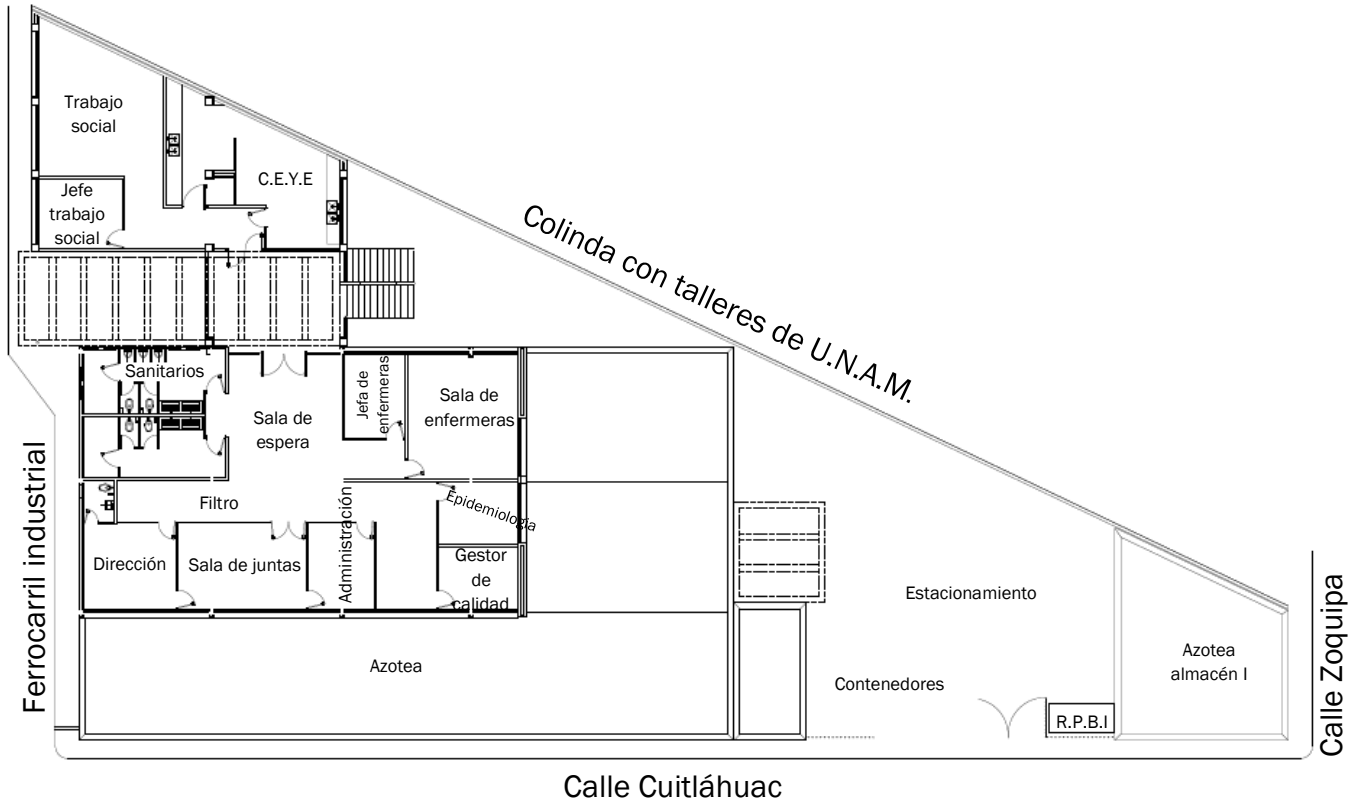 Trabajo
social
C.E.Y.E
Jefe
trabajo
social
Colinda con talleres de U.N.A.M.
Sanitarios
Sala de
espera
Jefa de
enfermeras
Sala de
enfermeras
Ferrocarril industrial
Filtro
Administración
Epidemiología
Dirección
Sala de juntas
Gestor
de
calidad
Estacionamiento
Azotea
Contenedores
Azotea
almacén I
R.P.B.I
Calle Zoquipa
Calle Cuitláhuac